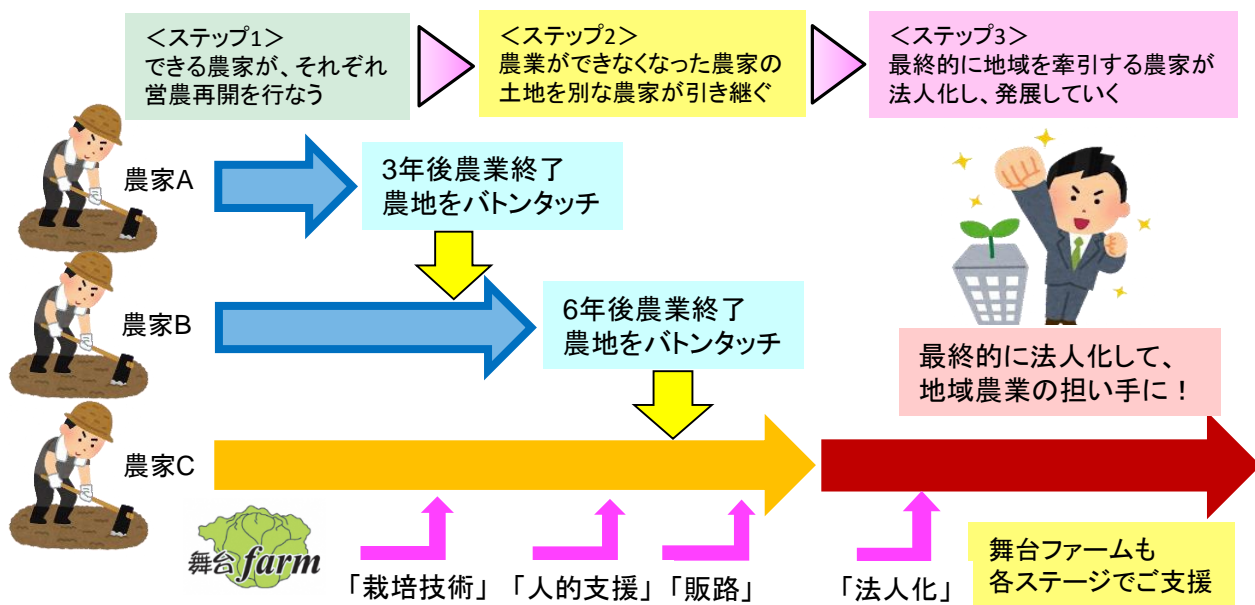 ＜ステップ1＞
できる農家が、それぞれ
営農再開を行なう
＜ステップ2＞
農業ができなくなった農家の
土地を別な農家が引き継ぐ
＜ステップ3＞
最終的に地域を牽引する農家が
法人化し、発展していく
農家A
3年後農業終了
農地をバトンタッチ
農家B
6年後農業終了
農地をバトンタッチ
最終的に法人化して、
地域農業の担い手に！
農家C
舞台farm
「栽培技術」
「人的支援」
「販路」
「法人化」
舞台ファームも
各ステージでご支援